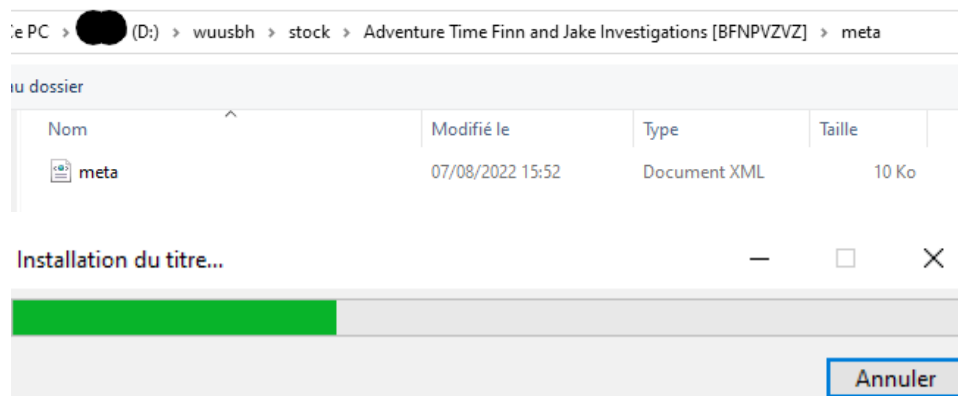 e PC > (D:) > wuusbh > stock > Adventure Time Finn and Jake Investigations [BFNPVZVZ] > meta
au dossier
Nom Modifié le Type Taille
meta 07/08/2022 15:52 Document XML 10 Ko
Installation du titre...
Annuler